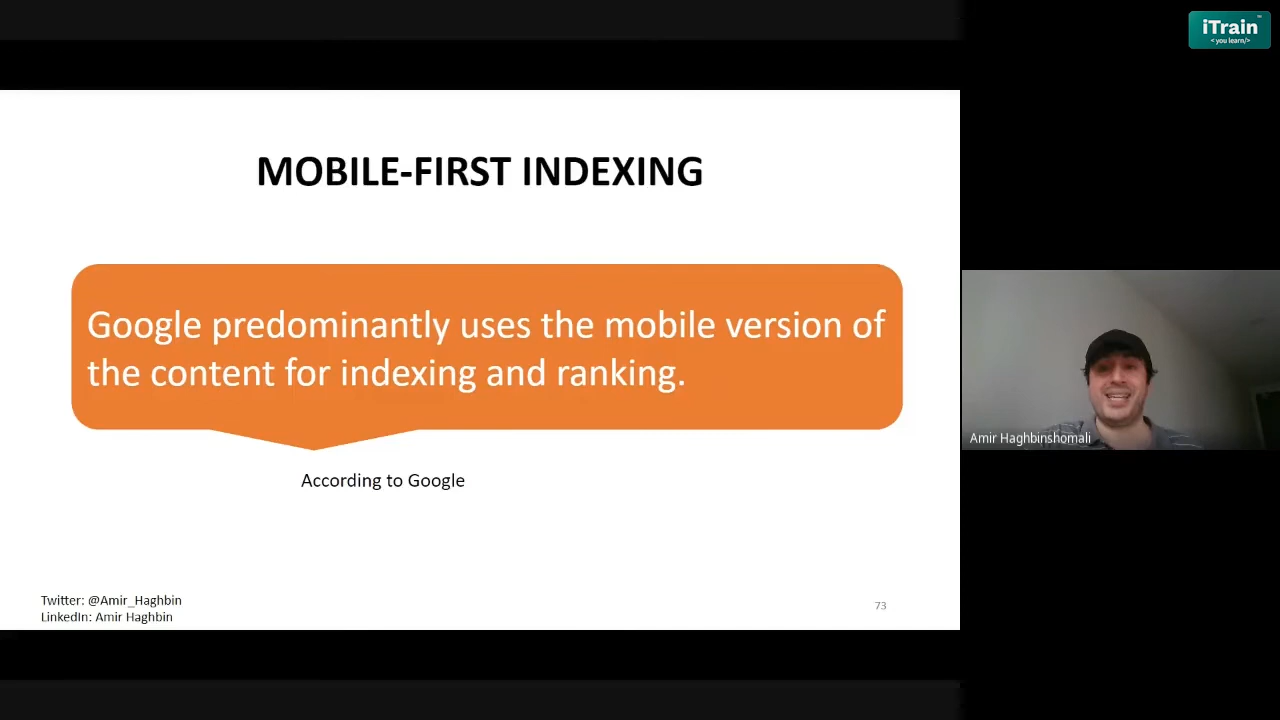 iTrain
< you learn/>
MOBILE-FIRST INDEXING
Google predominantly uses the mobile version of
the content for indexing and ranking.
According to Google
Amir Haghbinshomali
Twitter: @Amir_Haghbin
LinkedIn: Amir Haghbin
73